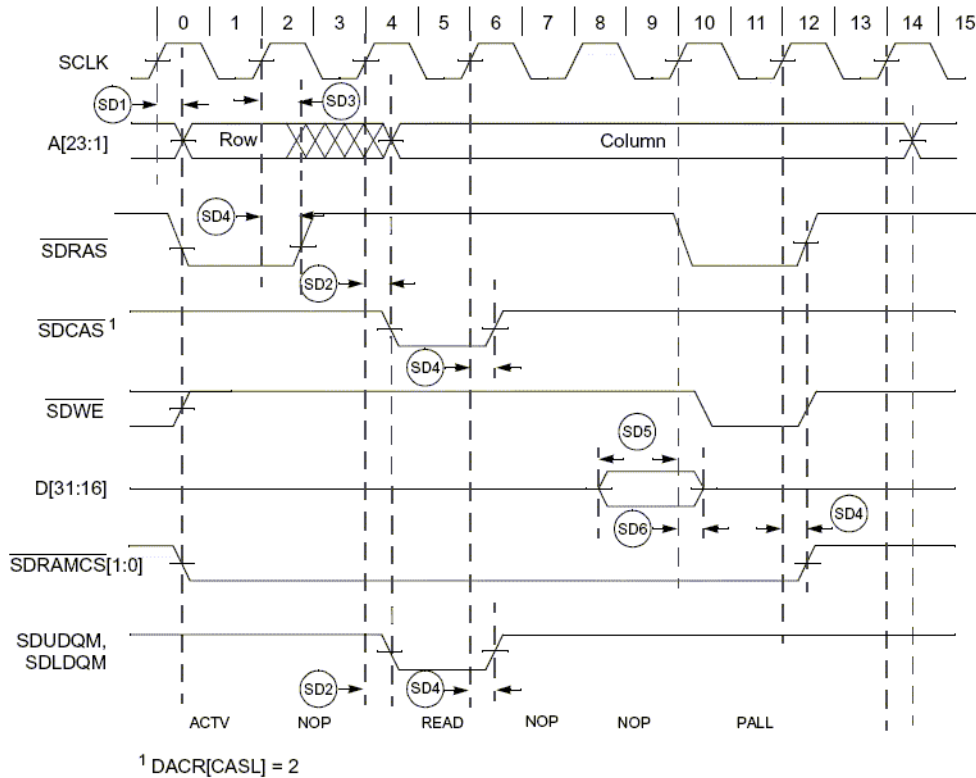 0 1 2 3 4 5 6 7 8 9 10 11 12 13 14 15
SCLK
SD1 SD3
A[23:1] Row Column
SD4
SDRAS
SD2
SDCAS 1
SD4
SDWE
SD5
D[31:16]
SD6 SD4
SDRAMCS[1:0]
SDUDQM,
SDLDQM
SD2 SD4
ACTV NOP READ NOP NOP PALL
1 DACR[CASL] = 2